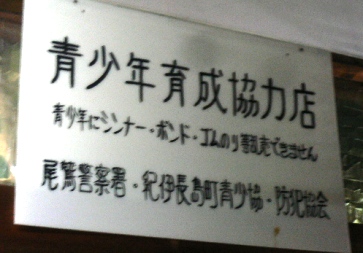 青少年育成協力店
青少年にシンナー・ボンド・ゴムのり等販売できません
尾鷲警察署・紀伊長島町青少協・防犯協会